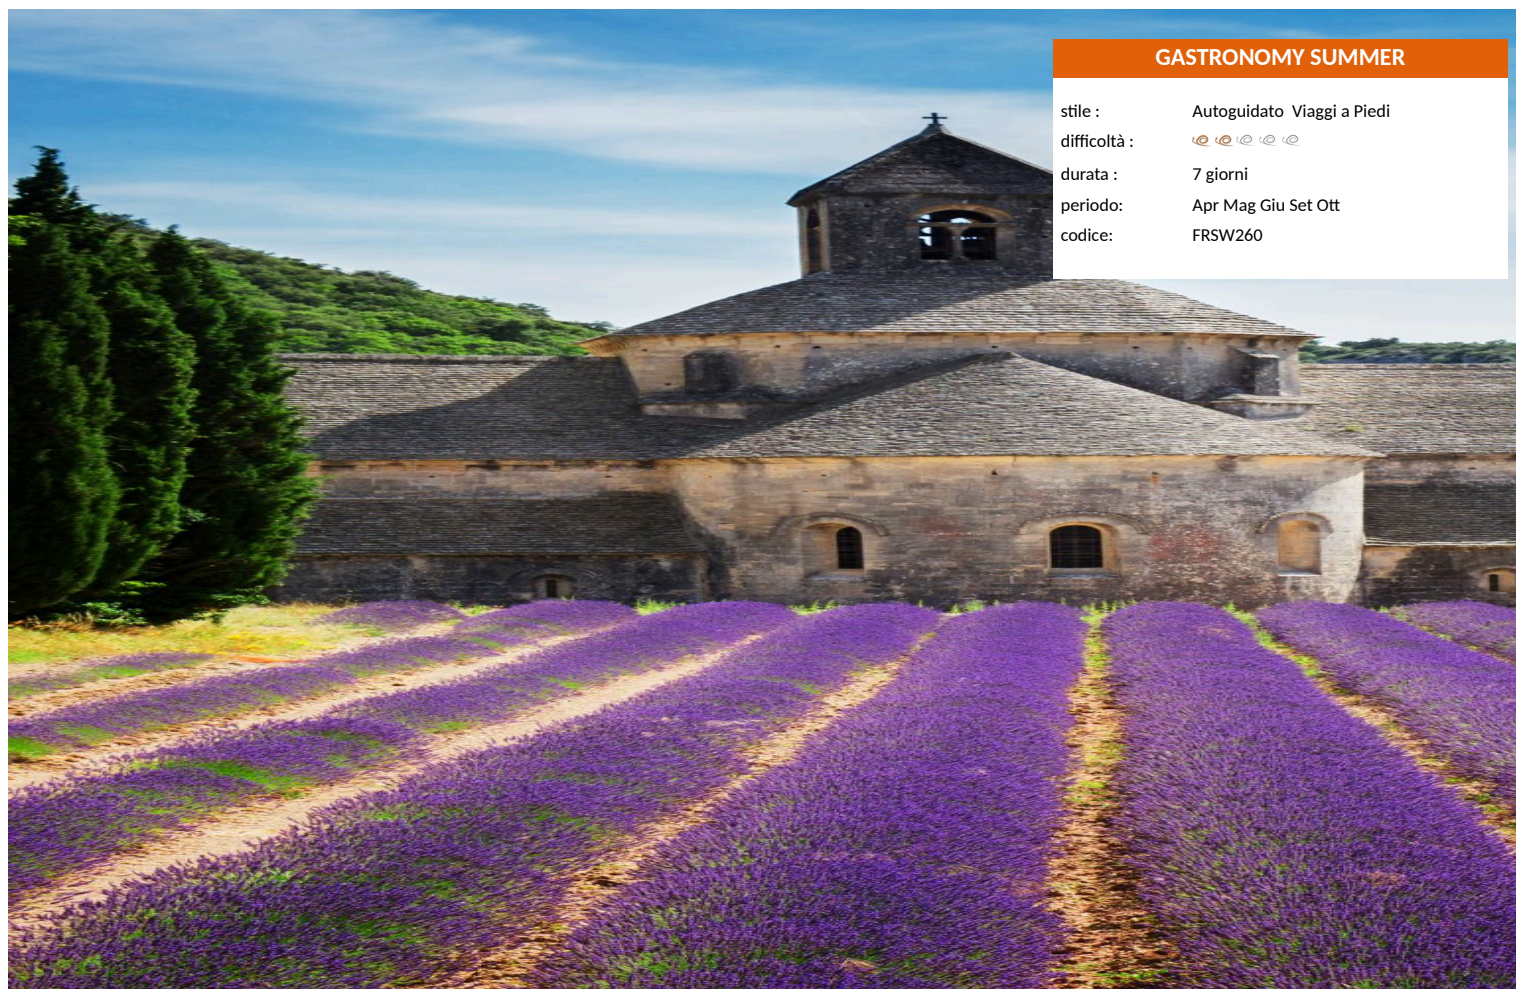 GASTRONOMY SUMMER
stile : Autoguidato Viaggi a Piedi
difficoltà :
durata : 7 giorni
periodo: Apr Mag Giu Set Ott
codice: FRSW260